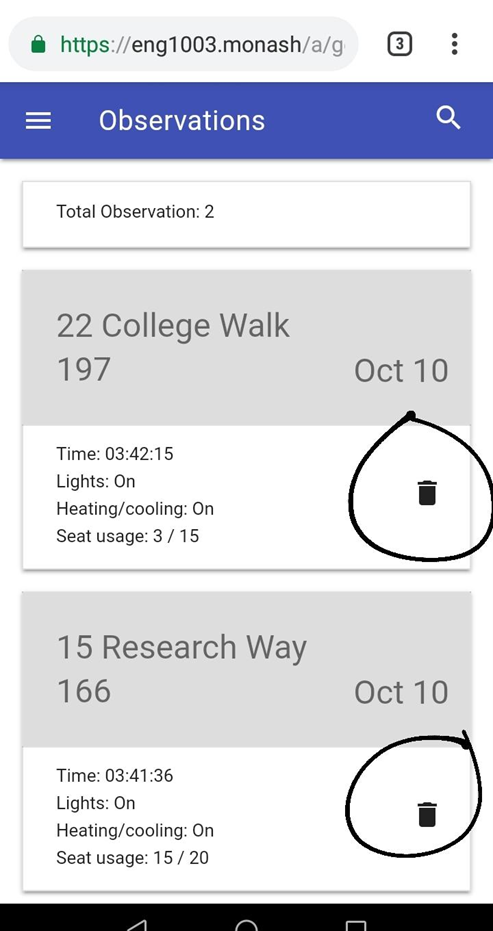 https://eng1003.monash/a/g
3
Observations
Total Observation: 2
22 College Walk
197
Oct 10
Time: 03:42:15
Lights: On
Heating/cooling: On
Seat usage: 3 / 15
15 Research Way
166
Oct 10
Time: 03:41:36
Lights: On
Heating/cooling: On
Seat usage: 15 / 20